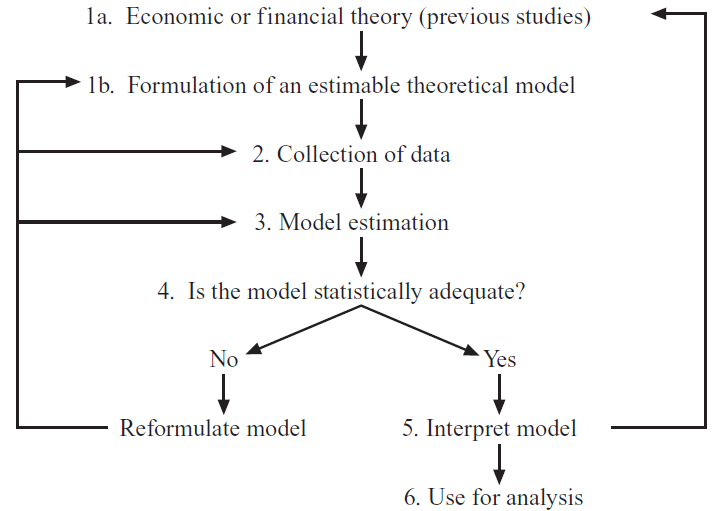 1a. Economic or financial theory (previous studies)
1b. Formulation of an estimable theoretical model
2. Collection of data
3. Model estimation
4. Is the model statistically adequate?
No
Yes
Reformulate model
5. Interpret model
6. Use for analysis